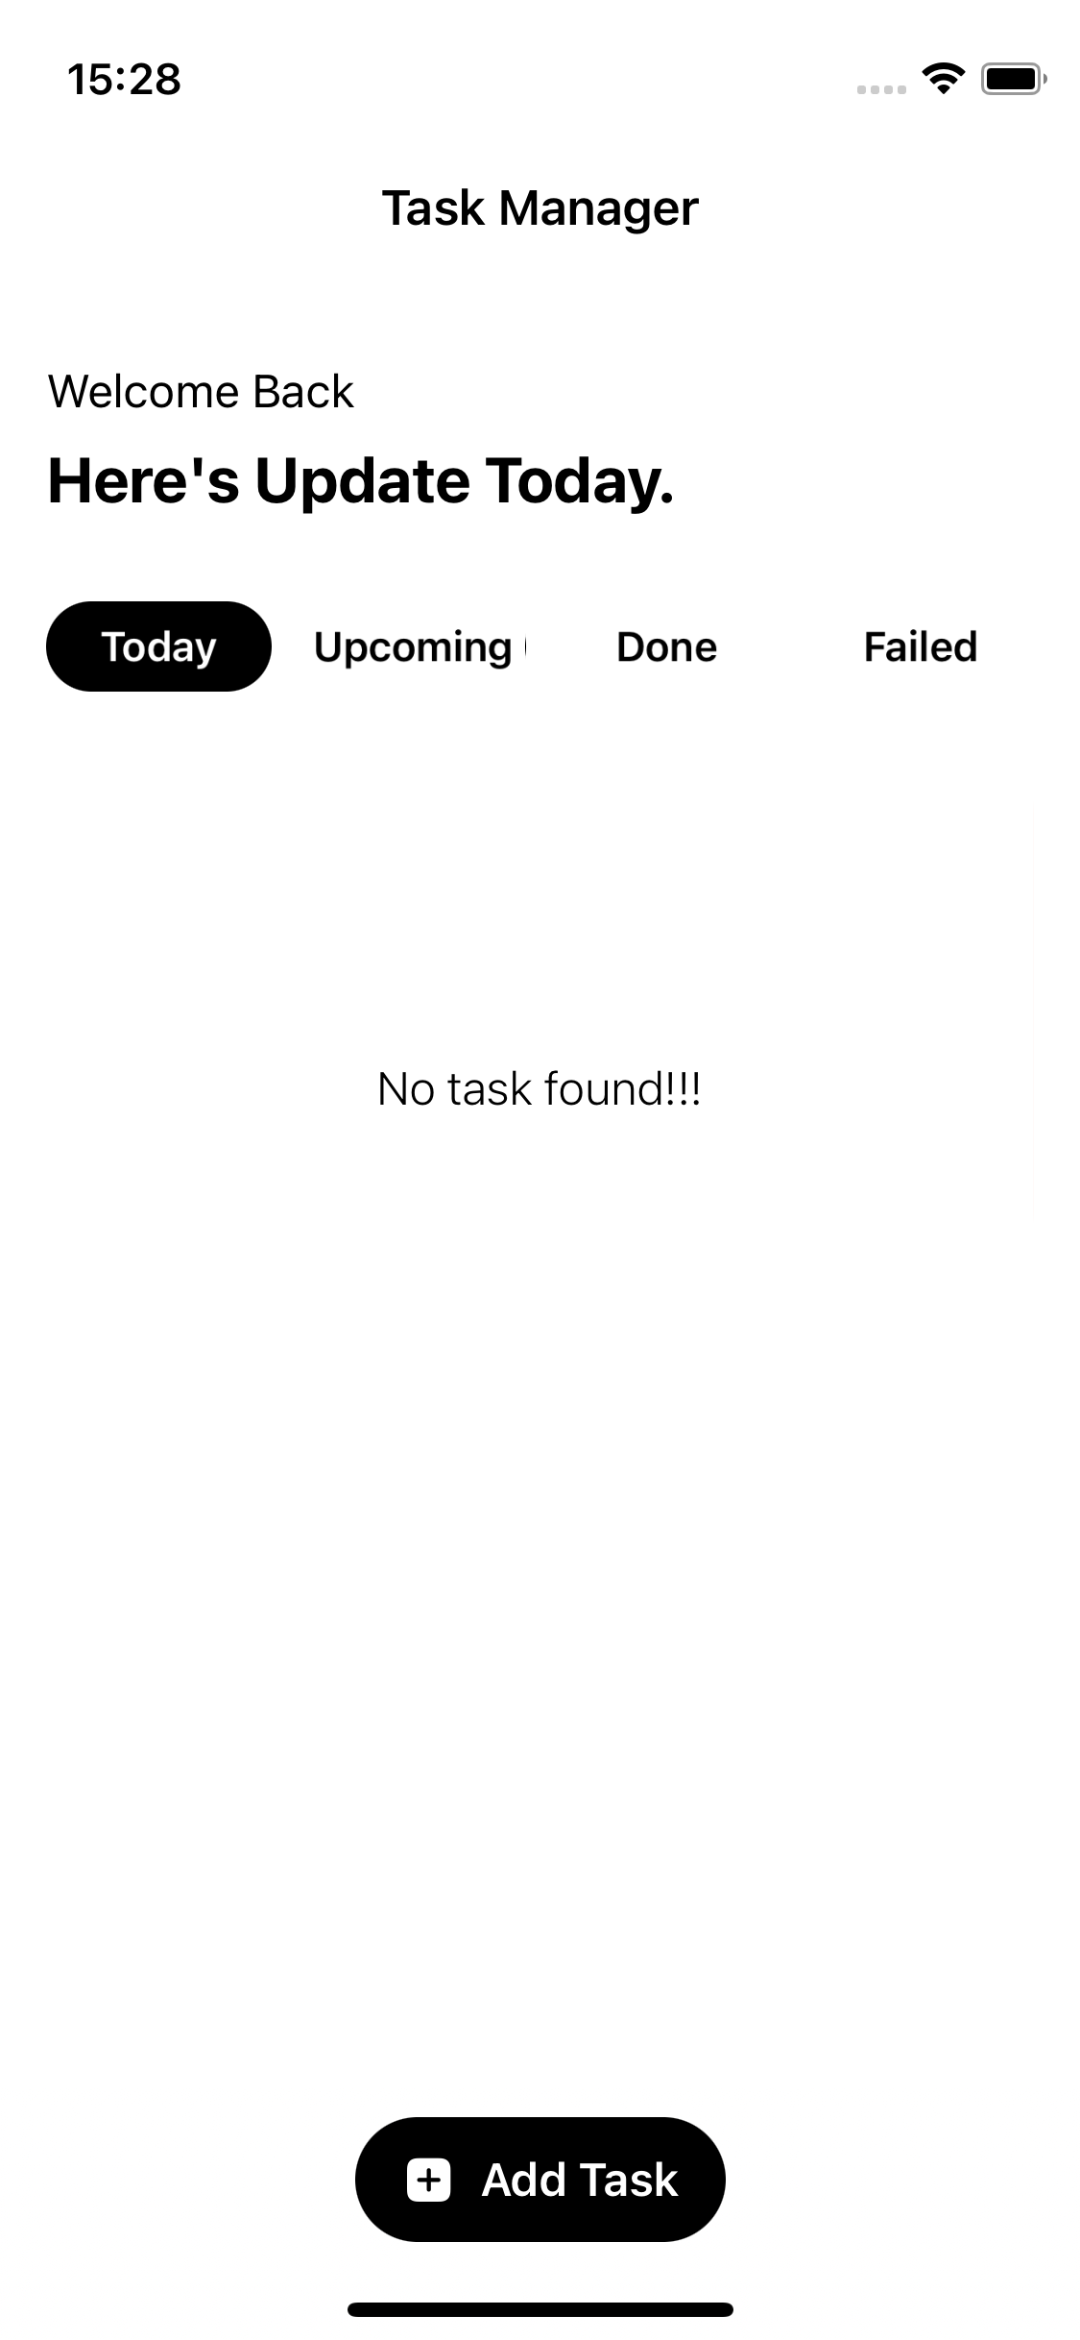 15:28
Task Manager
Welcome Back
Here's Update Today.
Today Upcoming Done Failed
No task found!!!
Add Task